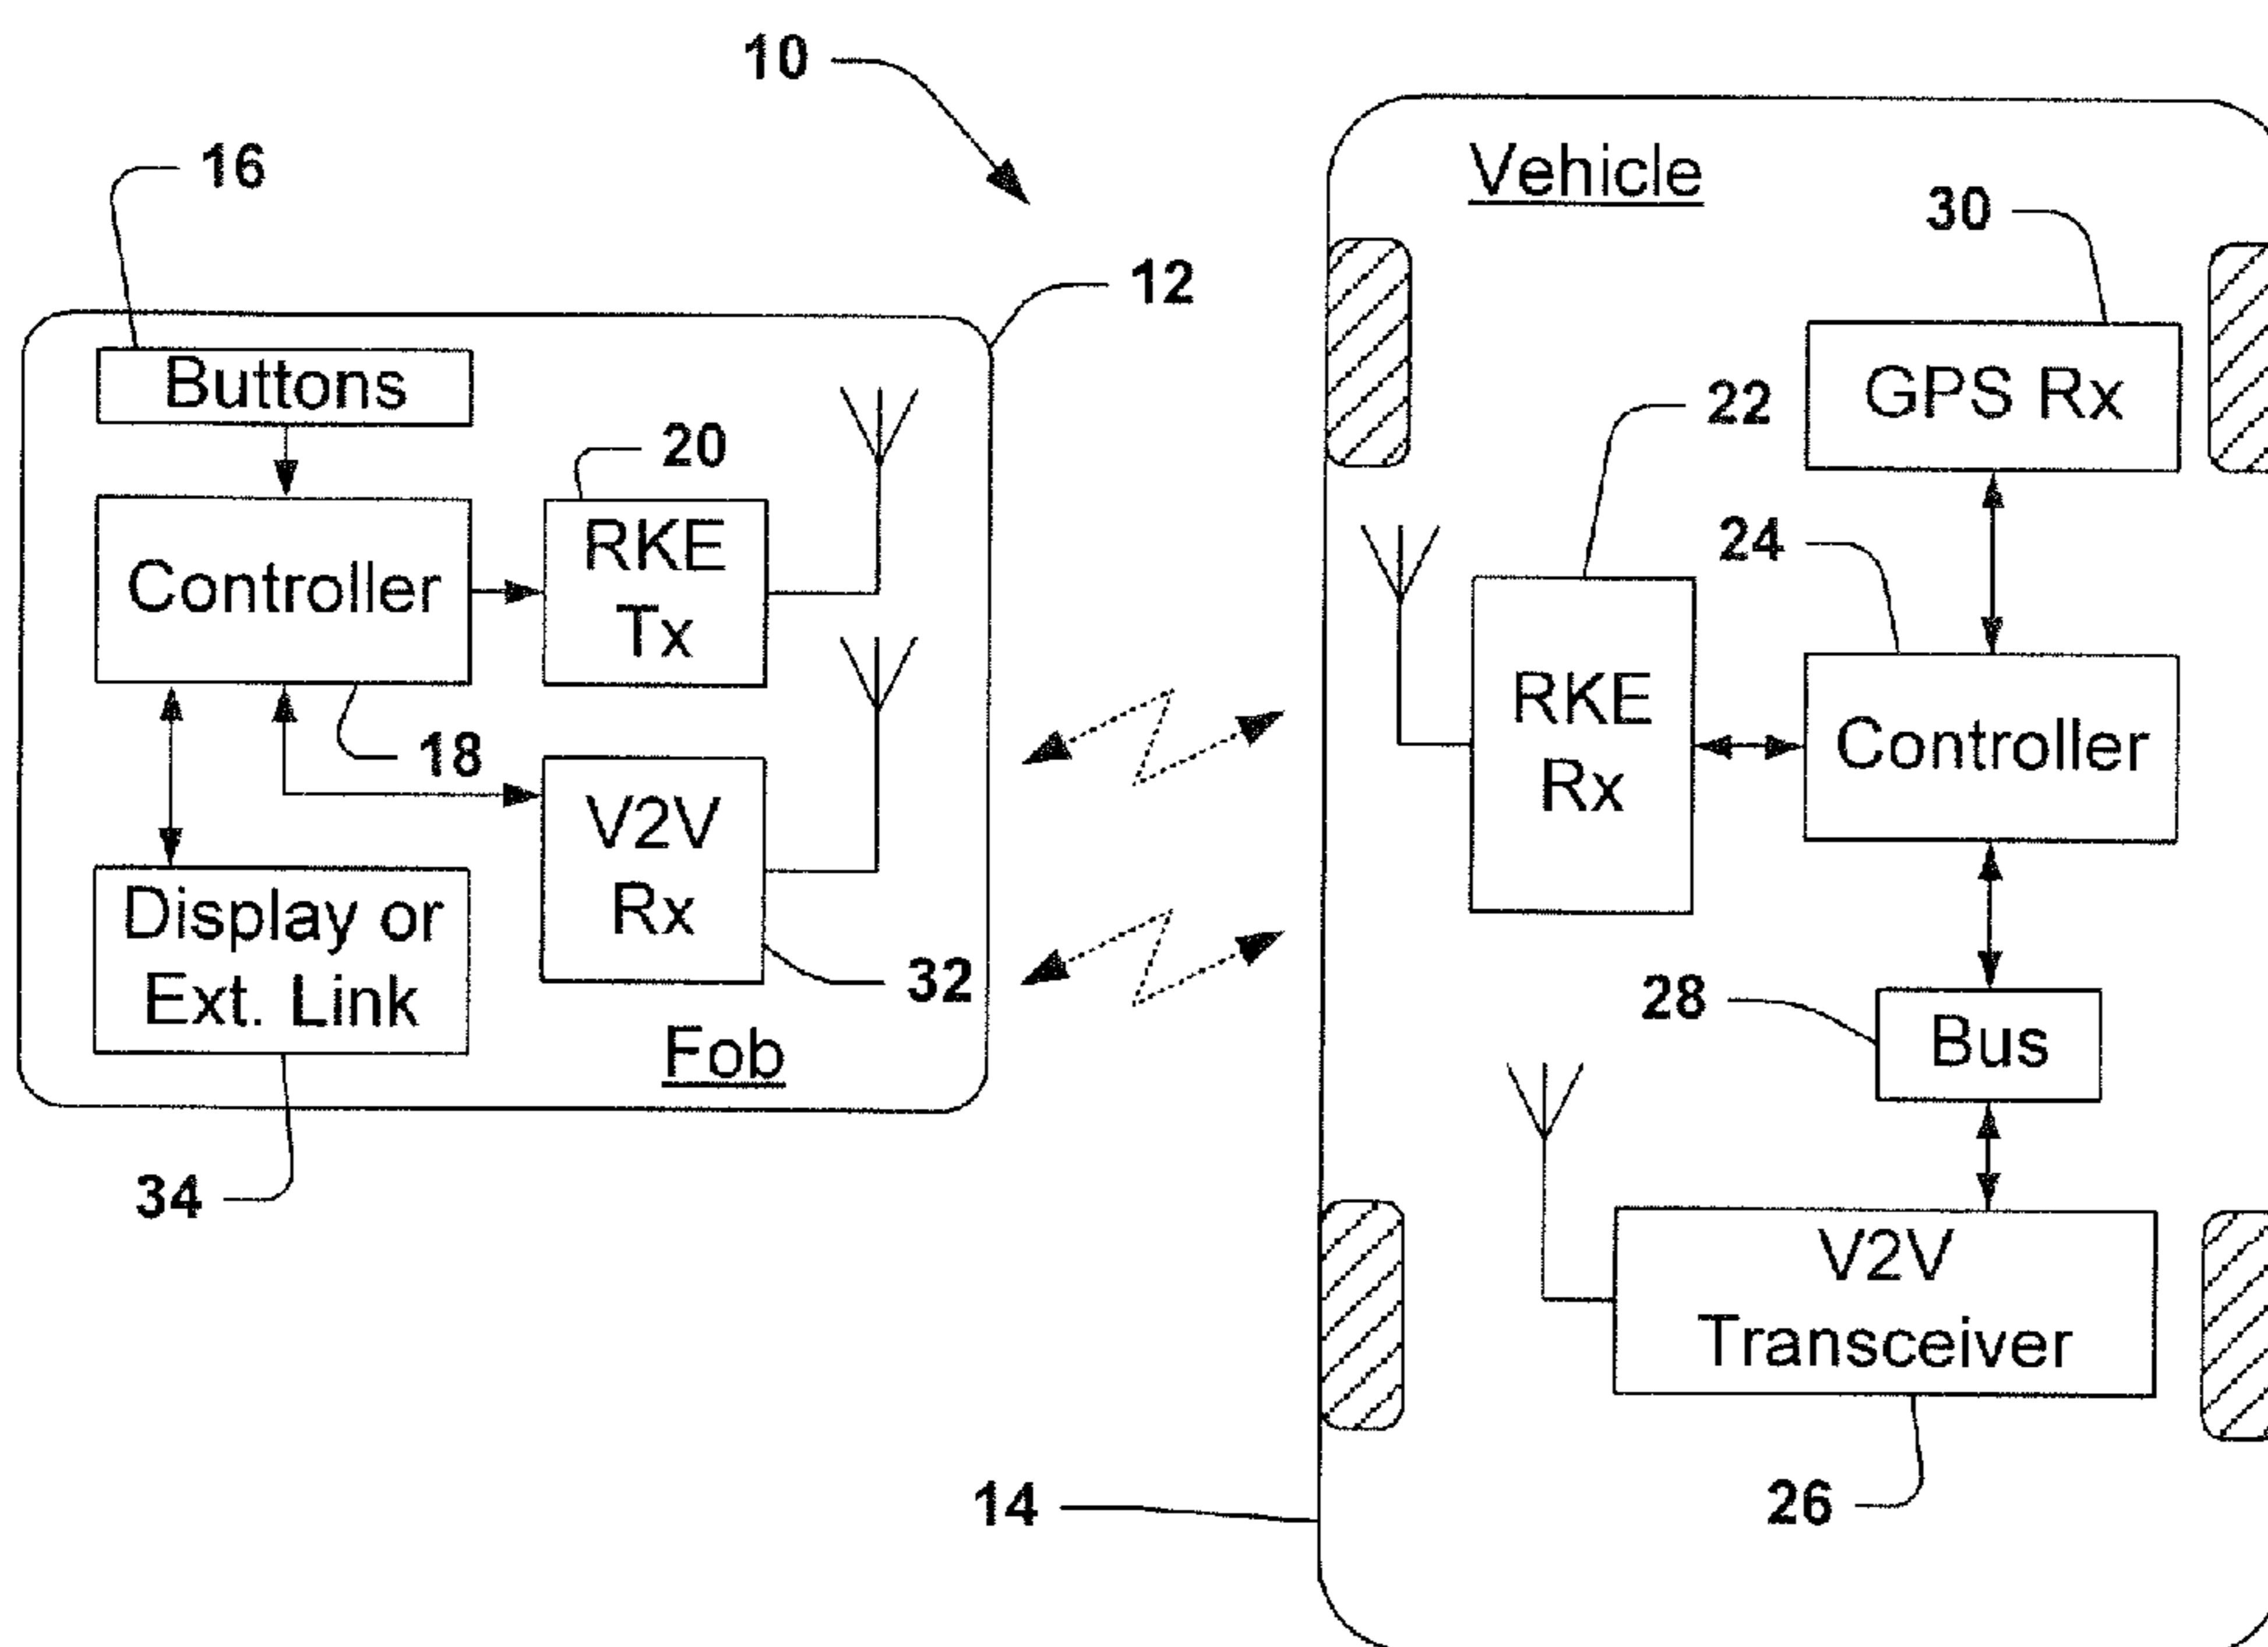 10
16
Vehicle
30
12
Buttons
GPS Rx
22
20
RKE
Tx
24
Controller
RKE
Rx
Controller
18
V2V
Rx
Display or
Ext. Link
32
28
Bus
Fob
34
V2V
Transceiver
14
26